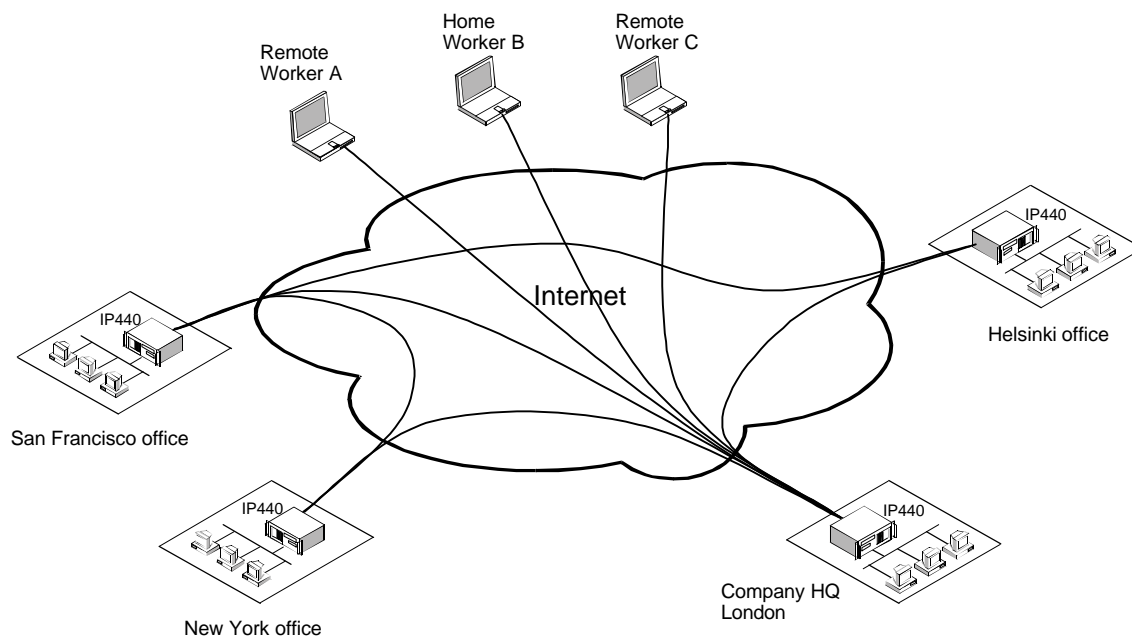 Home
Worker B
Remote
Worker C
Remote
Worker A
IP440
Internet
Helsinki office
IP440
San Francisco office
IP440
IP440
Company HQ
London
New York office